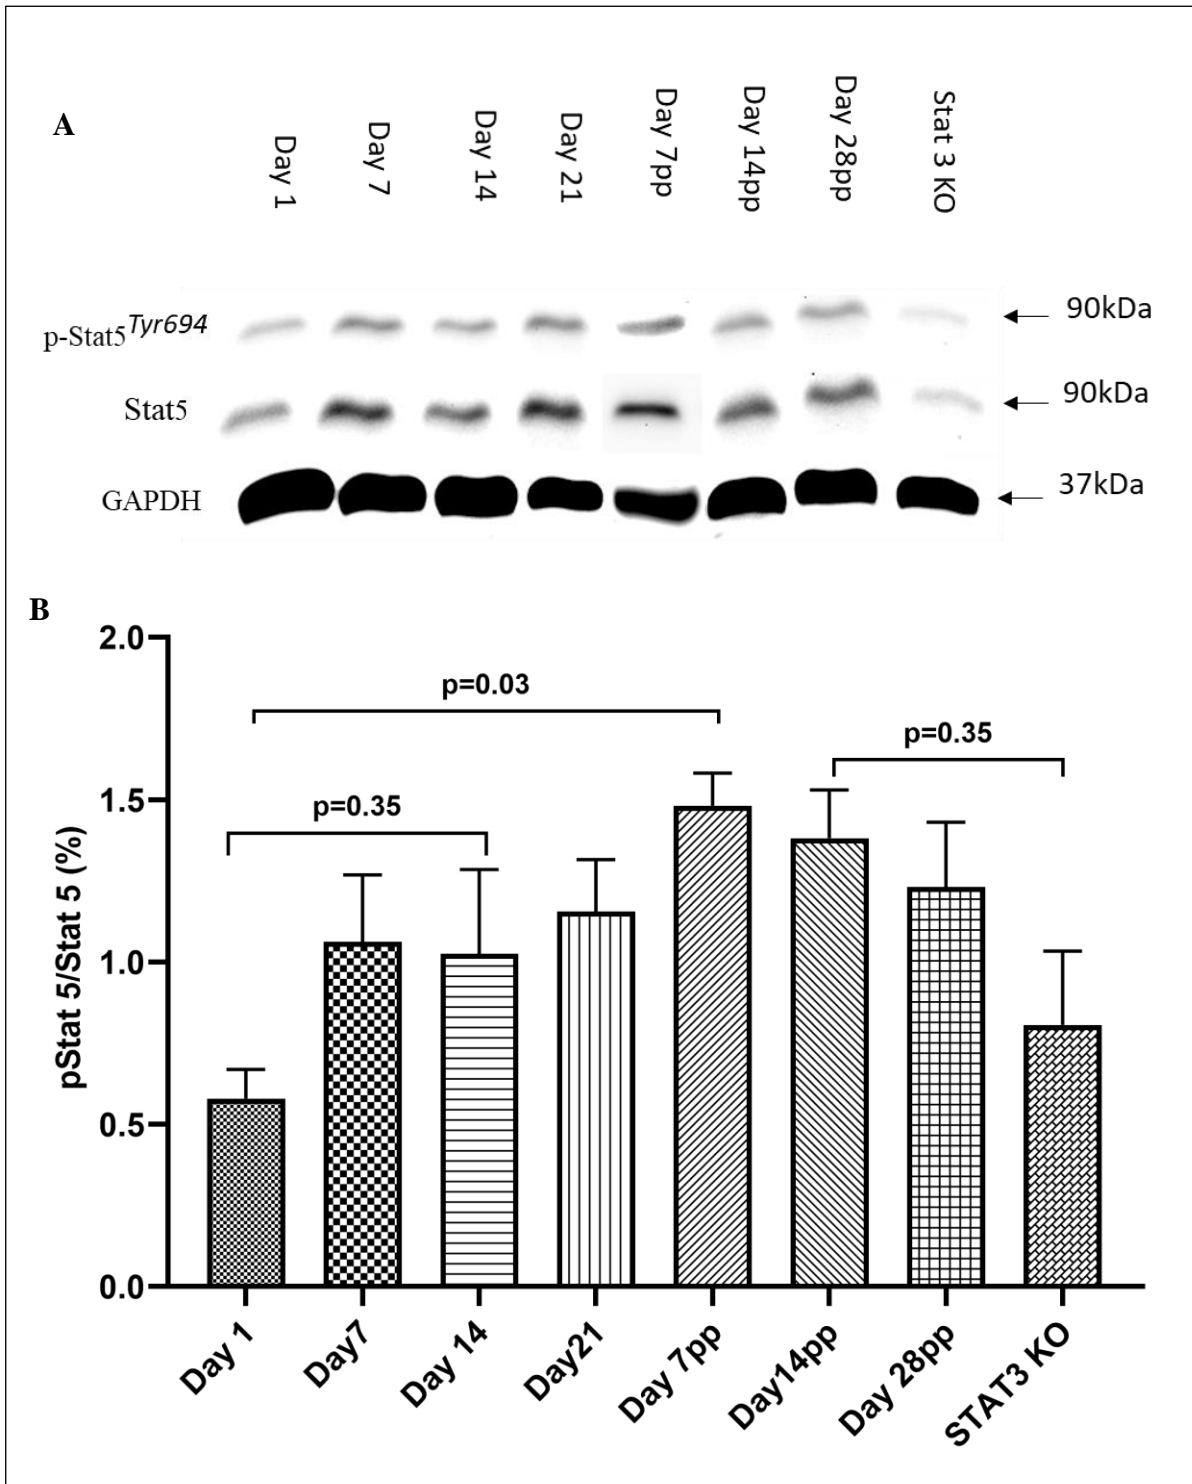 A
Day 1
Day 7
Day 14
Day 21
Day 7pp
Day 14pp
Day 28pp
Stat 3 KO
p-Stat5Tyr694
90kDa
Stat5
90kDa
GAPDH
37kDa
B
2.0
1.5
1.0
0.5
0.0
pStat 5/Stat 5 (%)
p=0.03
p=0.35
p=0.35
Day 1
Day7
Day 14
Day21
Day 7pp
Day14pp
Day 28pp
STAT3 KO